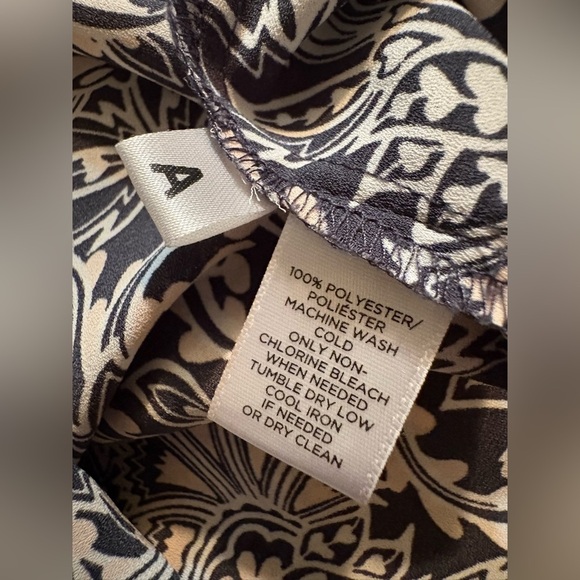 A
100% POLYESTER/
POLIÉSTER
MACHINE WASH
COLD
ONLY NON-
CHLORINE BLEACH
WHEN NEEDED
TUMBLE DRY LOW
COOL IRON
IF NEEDED
OR DRY CLEAN